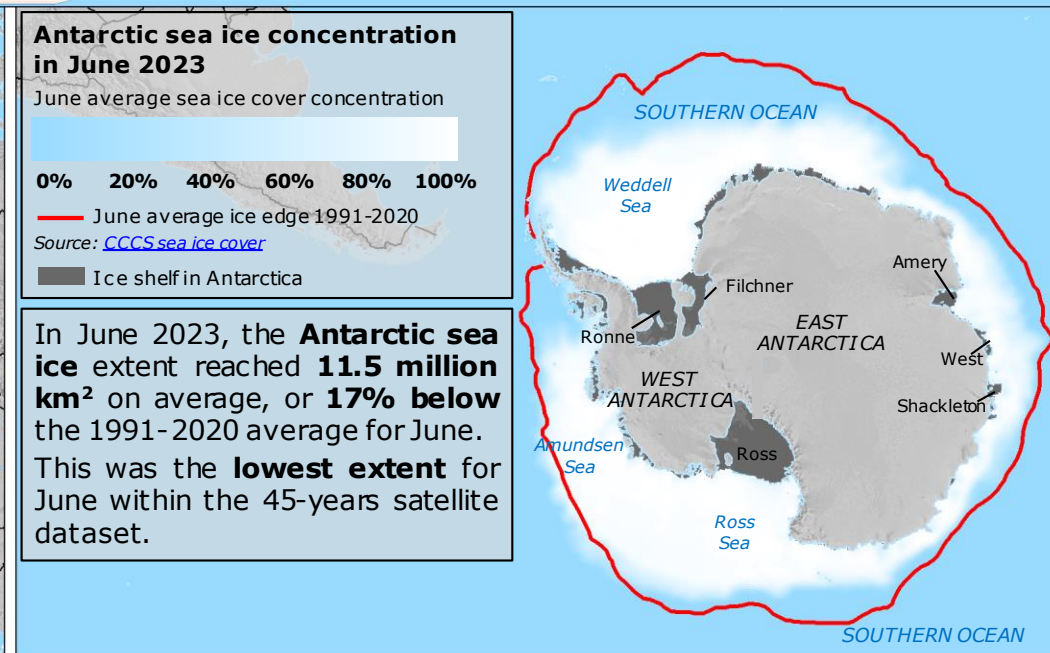 Antarctic sea ice concentration
in June 2023
June average sea ice cover concentration
0% 20% 40% 60% 80% 100%
June average ice edge 1991-2020
Source: CCCS sea ice cover
Ice shelf in Antarctica
In June 2023, the Antarctic sea
ice extent reached 11.5 million
km² on average, or 17% below
the 1991-2020 average for June.
This was the lowest extent for
June within the 45-years satellite
dataset.
SOUTHERN OCEAN
Weddell
Sea
Amery
Filchner
Ronne
EAST
ANTARCTICA
West
WEST
ANTARCTICA
Shackleton
Amundsen
Sea
Ross
Ross
Sea
SOUTHERN OCEAN